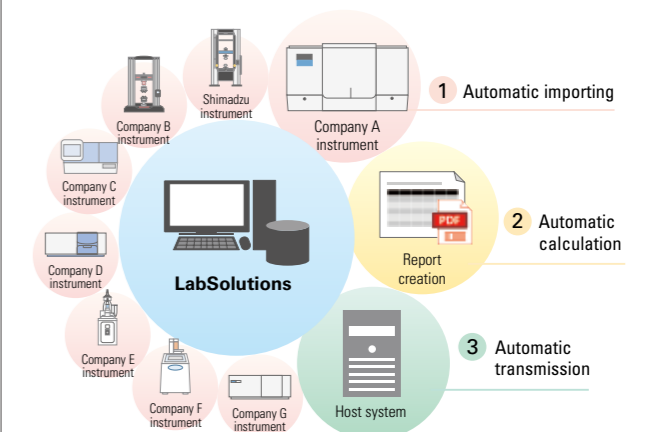 Shimadzu
instrument
Company B
instrument
Company A
instrument
1 Automatic importing
Company C
instrument
Company D
instrument
LabSolutions
PDF
Report
creation
2 Automatic
calculation
Company E
instrument
Company F
instrument
Company G
instrument
Host system
3 Automatic
transmission